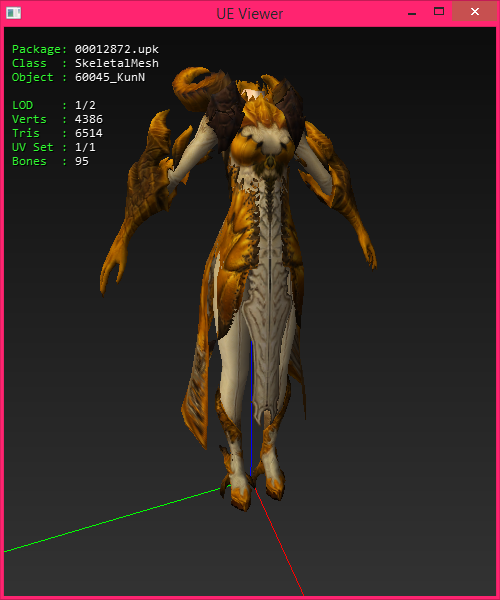 UE Viewer
Package: 00012872.upk
Class  : SkeletalMesh
Object : 60045_KunN
LOD    : 1/2
Verts  : 4386
Tris   : 6514
UV Set : 1/1
Bones  : 95